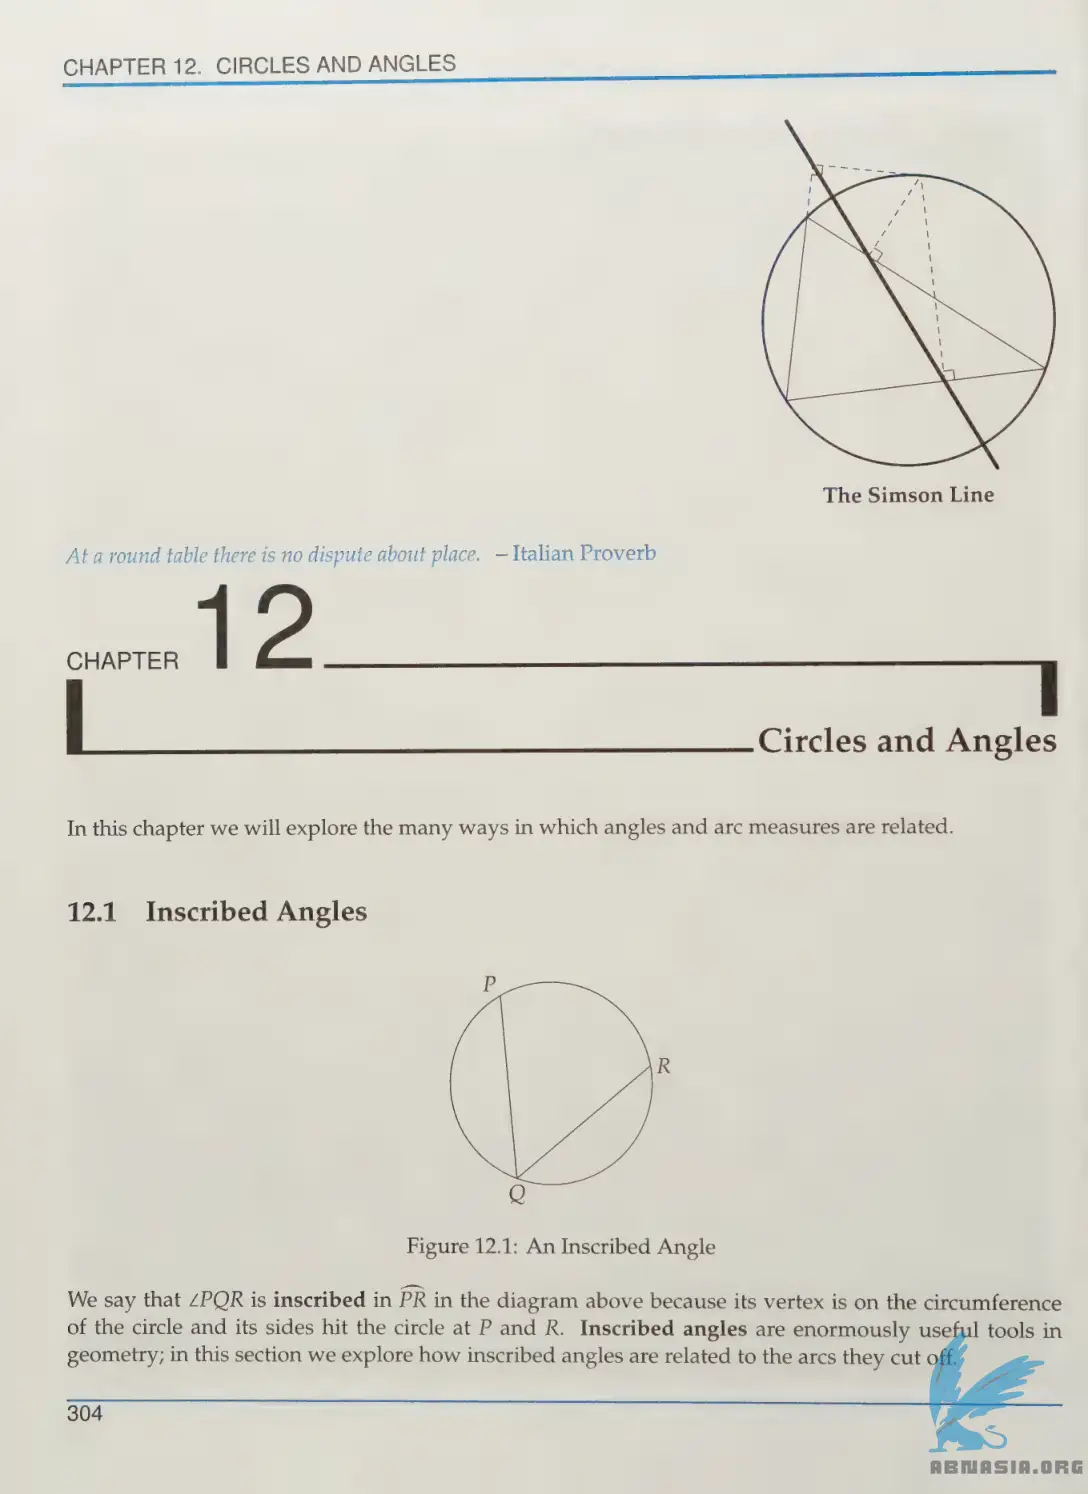 CHAPTER 12. CIRCLES AND ANGLES
The Simson Line
At a round table there is no dispute about place. – Italian Proverb
CHAPTER 12
Circles and Angles
In this chapter we will explore the many ways in which angles and arc measures are related.
12.1 Inscribed Angles
P
R
Q
Figure 12.1: An Inscribed Angle
We say that ∠PQR is inscribed in P͡R in the diagram above because its vertex is on the circumference
of the circle and its sides hit the circle at P and R. Inscribed angles are enormously useful tools in
geometry; in this section we explore how inscribed angles are related to the arcs they cut off.
304
ABNASIA.ORG